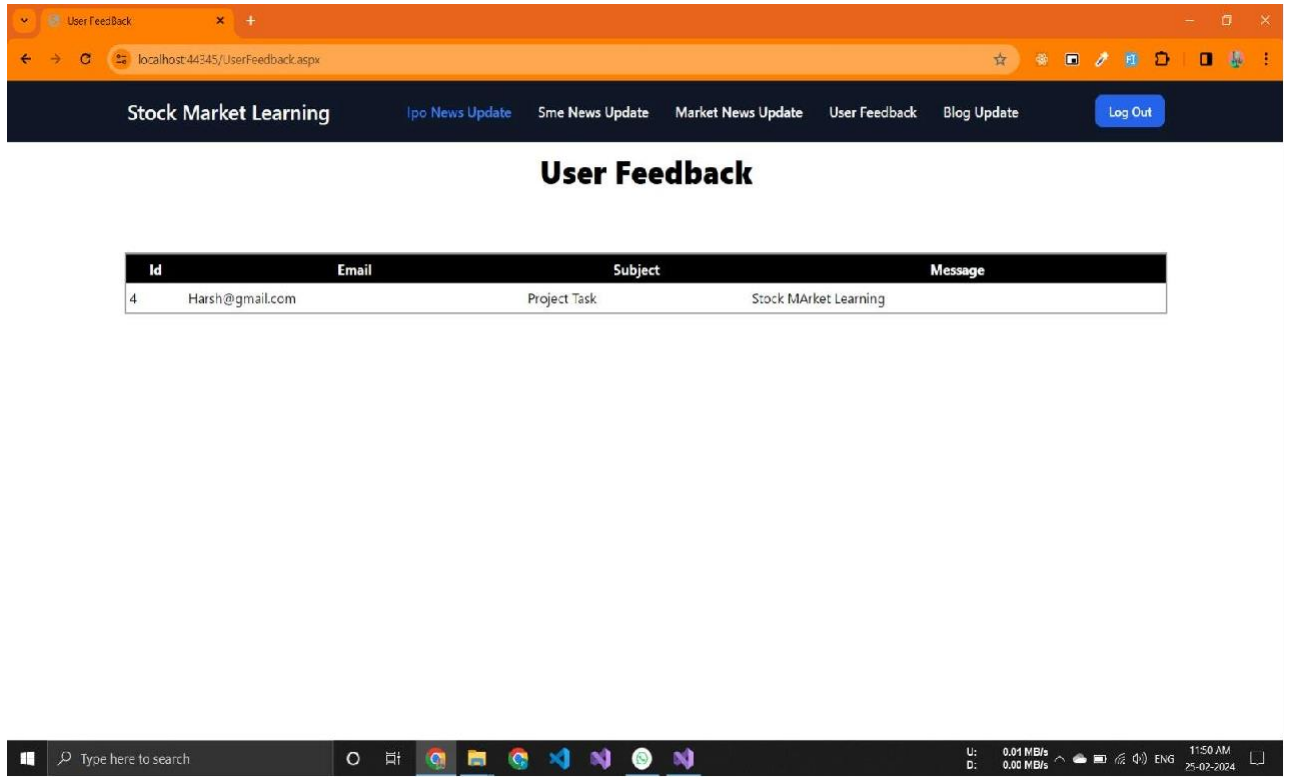 User FeedBack
localhost:44345/UserFeedback.aspx
Stock Market Learning Ipo News Update Sme News Update Market News Update User Feedback Blog Update Log Out
User Feedback
Id Email Subject Message
4 Harsh@gmail.com Project Task Stock MArket Learning
Type here to search
U: 0.01 MB/s
D: 0.00 MB/s
ENG
11:50 AM
25-02-2024